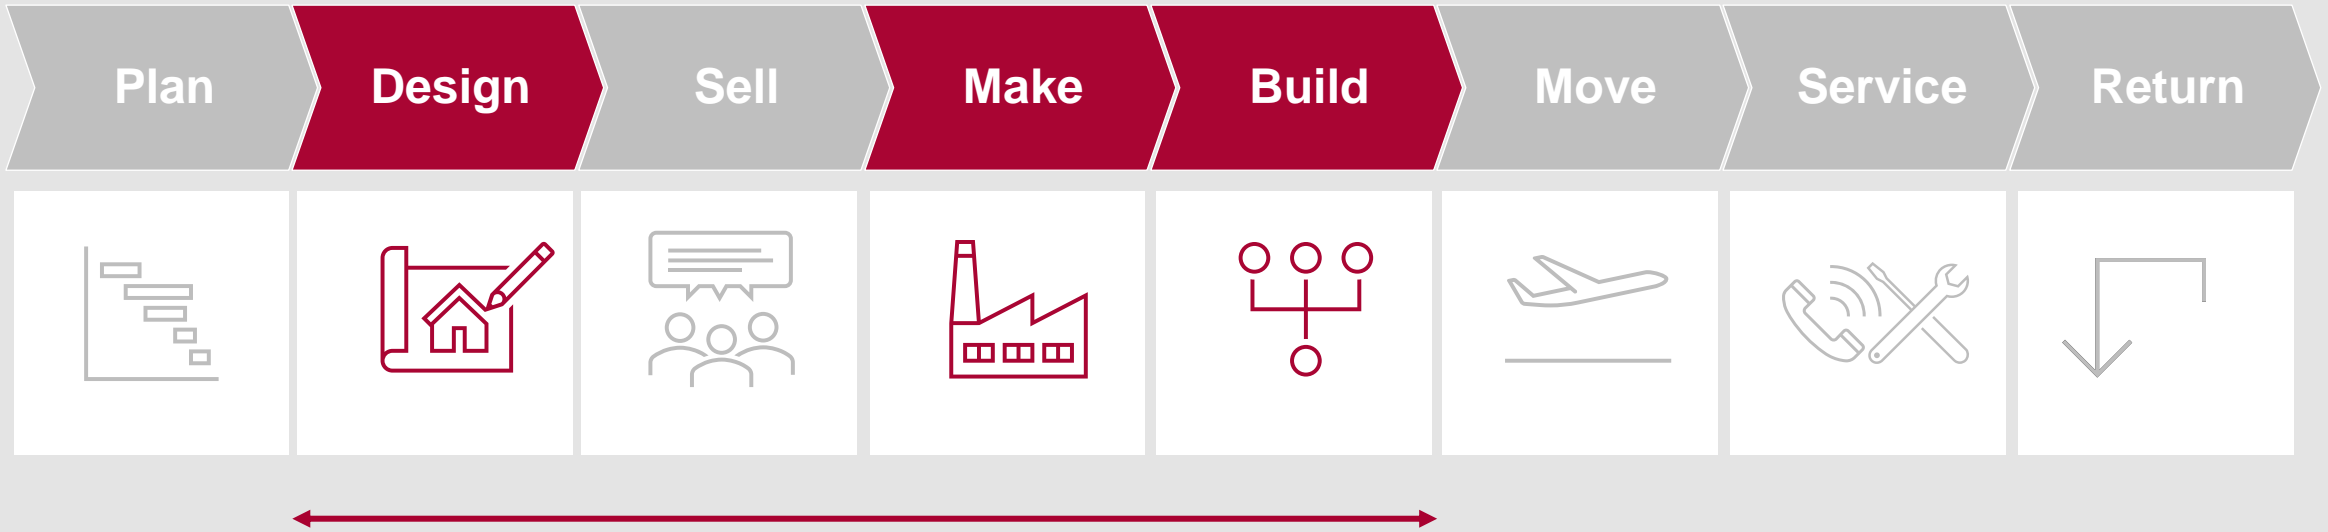 Plan
Design
Sell
Make
Build
Move
Service
Return